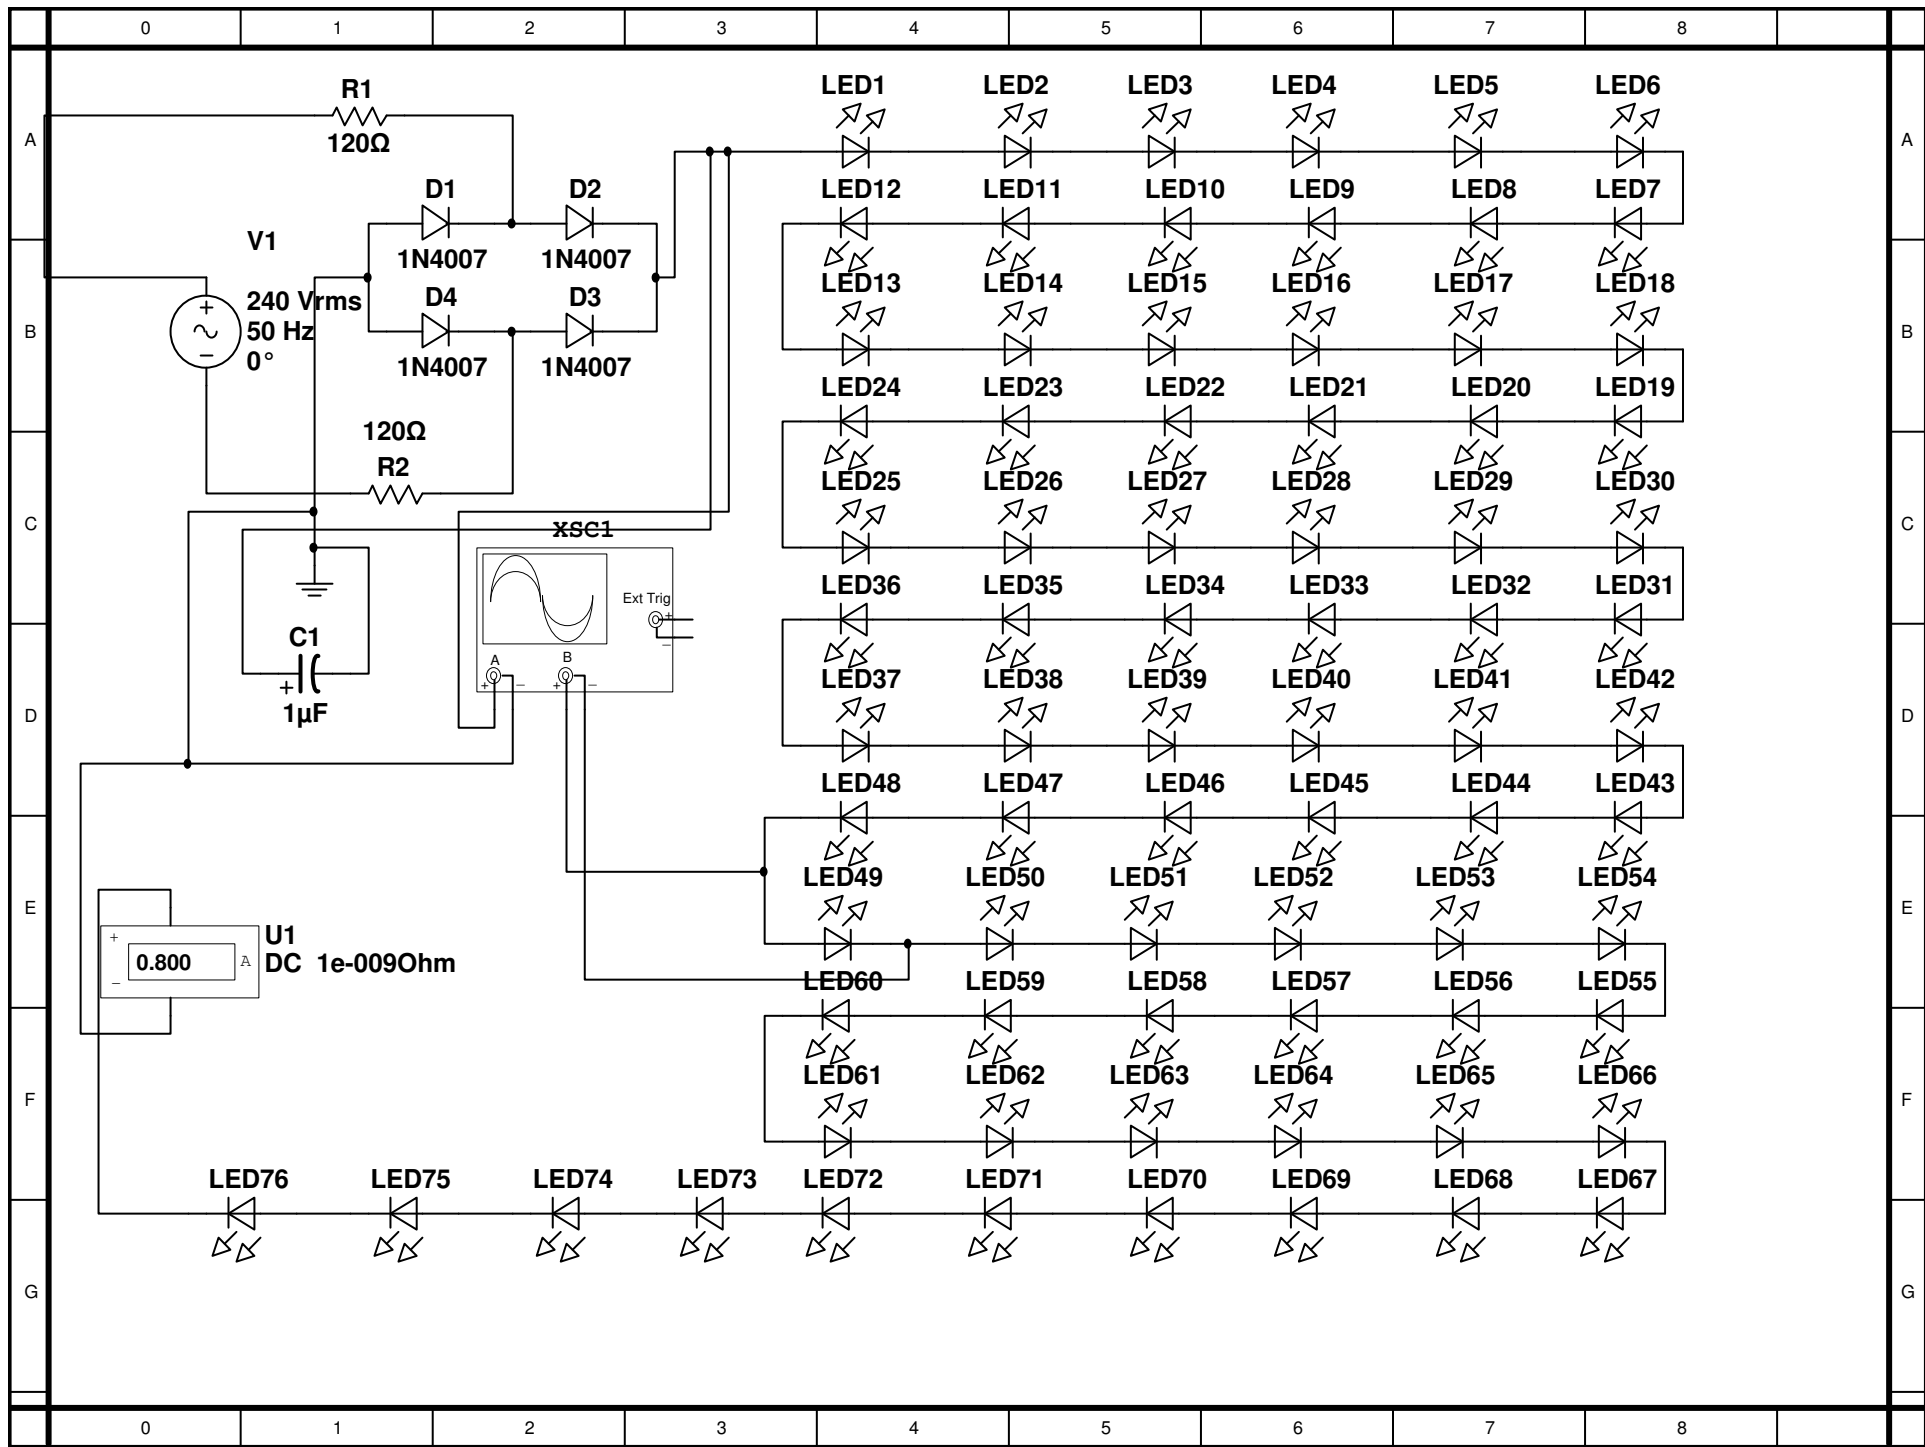 0 1 2 3 4 5 6 7 8
LED1 LED2 LED3 LED4 LED5 LED6
R1
A A
120Ω
D1 D2
LED12 LED11 LED10 LED9 LED8 LED7
V1
1N4007 1N4007
LED13 LED14 LED15 LED16 LED17 LED18
D4 D3
240 Vrms
B 50 Hz B
0°
1N4007 1N4007
LED24 LED23 LED22 LED21 LED20 LED19
120Ω
R2
LED25 LED26 LED27 LED28 LED29 LED30
C C
XSC1
LED36 LED35 LED34 LED33 LED32 LED31
Ext Trig
+
C1
−
A B
LED37 LED38 LED39 LED40 LED41 LED42
+ − + −
+
1µF
D D
LED48 LED47 LED46 LED45 LED44 LED43
LED49 LED50 LED51 LED52 LED53 LED54
E E
+ U1
0.800 A DC 1e-009Ohm
−
LED60 LED59 LED58 LED57 LED56 LED55
LED61 LED62 LED63 LED64 LED65 LED66
F F
LED76 LED75 LED74 LED73 LED72 LED71 LED70 LED69 LED68 LED67
G G
0 1 2 3 4 5 6 7 8